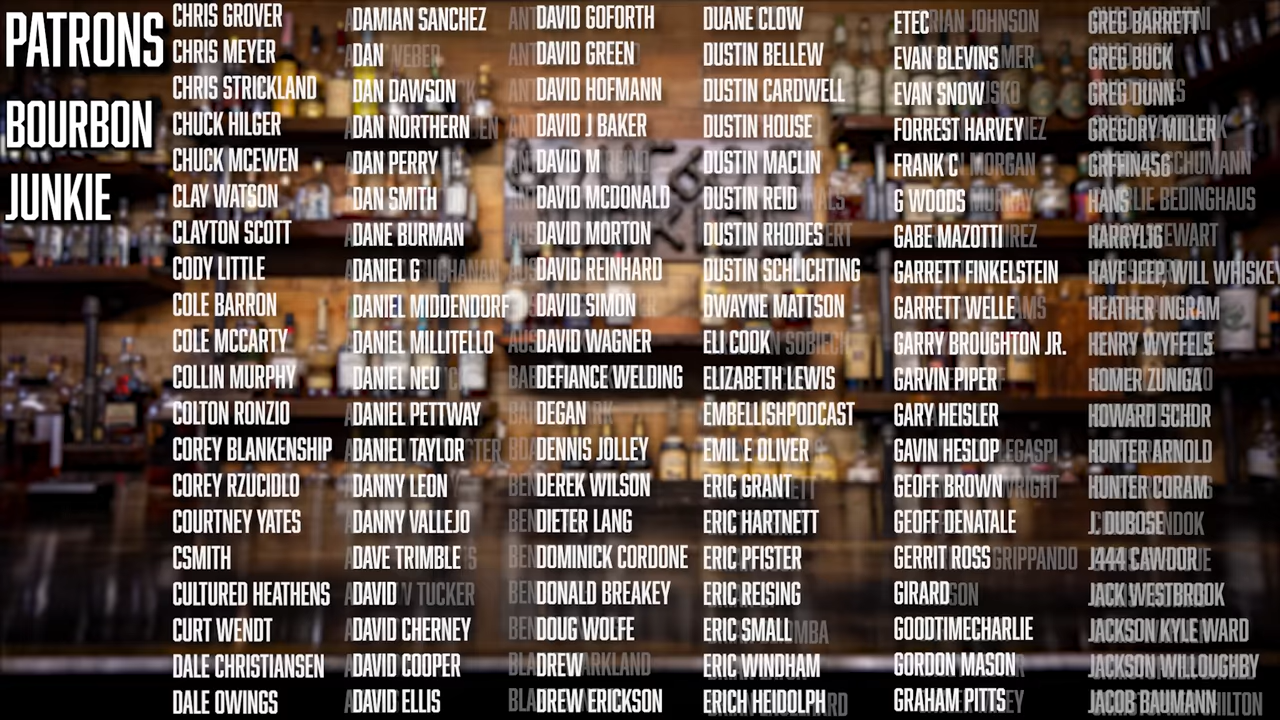 PATRONS
BOURBON
JUNKIE
CHRIS GROVER
CHRIS MEYER
CHRIS STRICKLAND
CHUCK HILGER
CHUCK MCEWEN
CLAY WATSON
CLAYTON SCOTT
CODY LITTLE
COLE BARRON
COLE MCCARTY
COLLIN MURPHY
COLTON RONZIO
COREY BLANKENSHIP
COREY RZUCIDLO
COURTNEY YATES
CSMITH
CULTURED HEATHENS
CURT WENDT
DALE CHRISTIANSEN
DALE OWINGS
DAMIAN SANCHEZ
DAN
DAN DAWSON
DAN NORTHERN
DAN PERRY
DAN SMITH
DANE BURMAN
DANIEL G
DANIEL MIDDENDORF
DANIEL MILLITELLO
DANIEL NEU
DANIEL PETTWAY
DANIEL TAYLOR
DANNY LEON
DANNY VALLEJO
DAVE TRIMBLE
DAVID
DAVID CHERNEY
DAVID COOPER
DAVID ELLIS
DAVID GOFORTH
DAVID GREEN
DAVID HOFMANN
DAVID J BAKER
DAVID M
DAVID MCDONALD
DAVID MORTON
DAVID REINHARD
DAVID SIMON
DAVID WAGNER
DEFIANCE WELDING
DEGAN
DENNIS JOLLEY
DEREK WILSON
DIETER LANG
DOMINICK CORDONE
DONALD BREAKEY
DOUG WOLFE
DREW
DREW ERICKSON
DUANE CLOW
DUSTIN BELLEW
DUSTIN CARDWELL
DUSTIN HOUSE
DUSTIN MACLIN
DUSTIN REID
DUSTIN RHODES
DUSTIN SCHLICHTING
DWAYNE MATTSON
ELI COOK
ELIZABETH LEWIS
EMBELLISHPODCAST
EMIL E OLIVER
ERIC GRANT
ERIC HARTNETT
ERIC PFISTER
ERIC REISING
ERIC SMALL
ERIC WINDHAM
ERICH HEIDOLPH
ETEC
EVAN BLEVINS
EVAN SNOW
FORREST HARVEY
FRANK C
G WOODS
GABE MAZOTTI
GARRETT FINKELSTEIN
GARRETT WELLE
GARRY BROUGHTON JR.
GARVIN PIPER
GARY HEISLER
GAVIN HESLOP
GEOFF BROWN
GEOFF DENATALE
GERRIT ROSS
GIRARD
GOODTIMECHARLIE
GORDON MASON
GRAHAM PITTS
GREG BARRETT
GREG BUCK
GREG DUNN
GREGORY MILLER
GRFFIN456
HANS
HARRYL16
HAVE JEEP, WILL WHISKEY
HEATHER INGRAM
HENRY WYFFELS
HOMER ZUNIGA
HOWARD SCHOR
HUNTER ARNOLD
HUNTER CORAM
J. DUBOSE
J444 CAWDOR
JACK WESTBROOK
JACKSON KYLE WARD
JACKSON WILLOUGHBY
JACOB BAUMANN